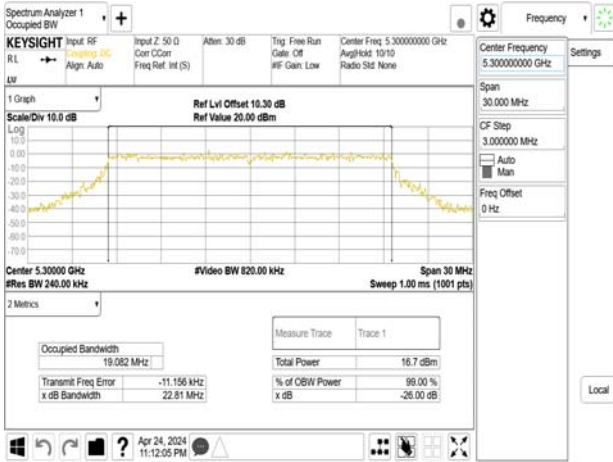 Spectrum Analyzer 1
Occupied BW
+
Frequency
KEYSIGHT
RL
LVI
Input: RF
Coupling: DC
Align: Auto
Input Z: 50 Ω
Corr CCorr
Freq Ref: Int (S)
Atten: 30 dB
Trig: Free Run
Gate: Off
#IF Gain: Low
Center Freq: 5.300000000 GHz
Avg|Hold: 10/10
Radio Std: None
Center Frequency
5.300000000 GHz
Settings
Span
30.000 MHz
CF Step
3.000000 MHz
Auto
Man
Freq Offset
0 Hz
Local
1 Graph
Scale/Div 10.0 dB
Ref Lvl Offset 10.30 dB
Ref Value 20.00 dBm
Log
10.0
0.00
-10.0
-20.0
-30.0
-40.0
-50.0
-60.0
-70.0
Center 5.30000 GHz
#Res BW 240.00 kHz
#Video BW 820.00 kHz
Span 30 MHz
Sweep 1.00 ms (1001 pts)
2 Metrics
Measure Trace
Trace 1
Occupied Bandwidth
19.082 MHz
Total Power
16.7 dBm
Transmit Freq Error
-11.156 kHz
% of OBW Power
99.00 %
x dB Bandwidth
22.81 MHz
x dB
-26.00 dB
?
Apr 24, 2024
11:12:05 PM